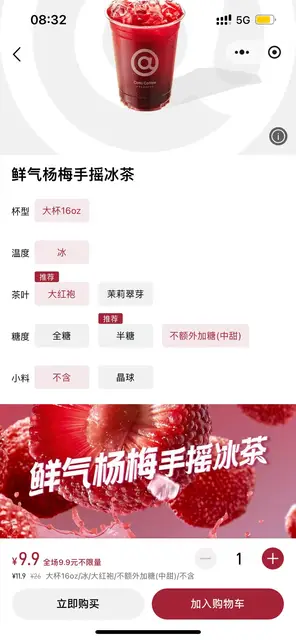 08:32
5G
@
鲜气杨梅手摇冰茶
杯型 大杯16oz
温度 冰
推荐
茶叶 大红袍 茉莉翠芽
推荐
糖度 全糖 半糖 不额外加糖(中甜)
小料 不含 晶球
鲜气杨梅手摇冰茶
¥9.9 全场9.9元不限量
1
¥11.9 ¥26 大杯16oz/冰/大红袍/不额外加糖(中甜)/不含
立即购买 加入购物车